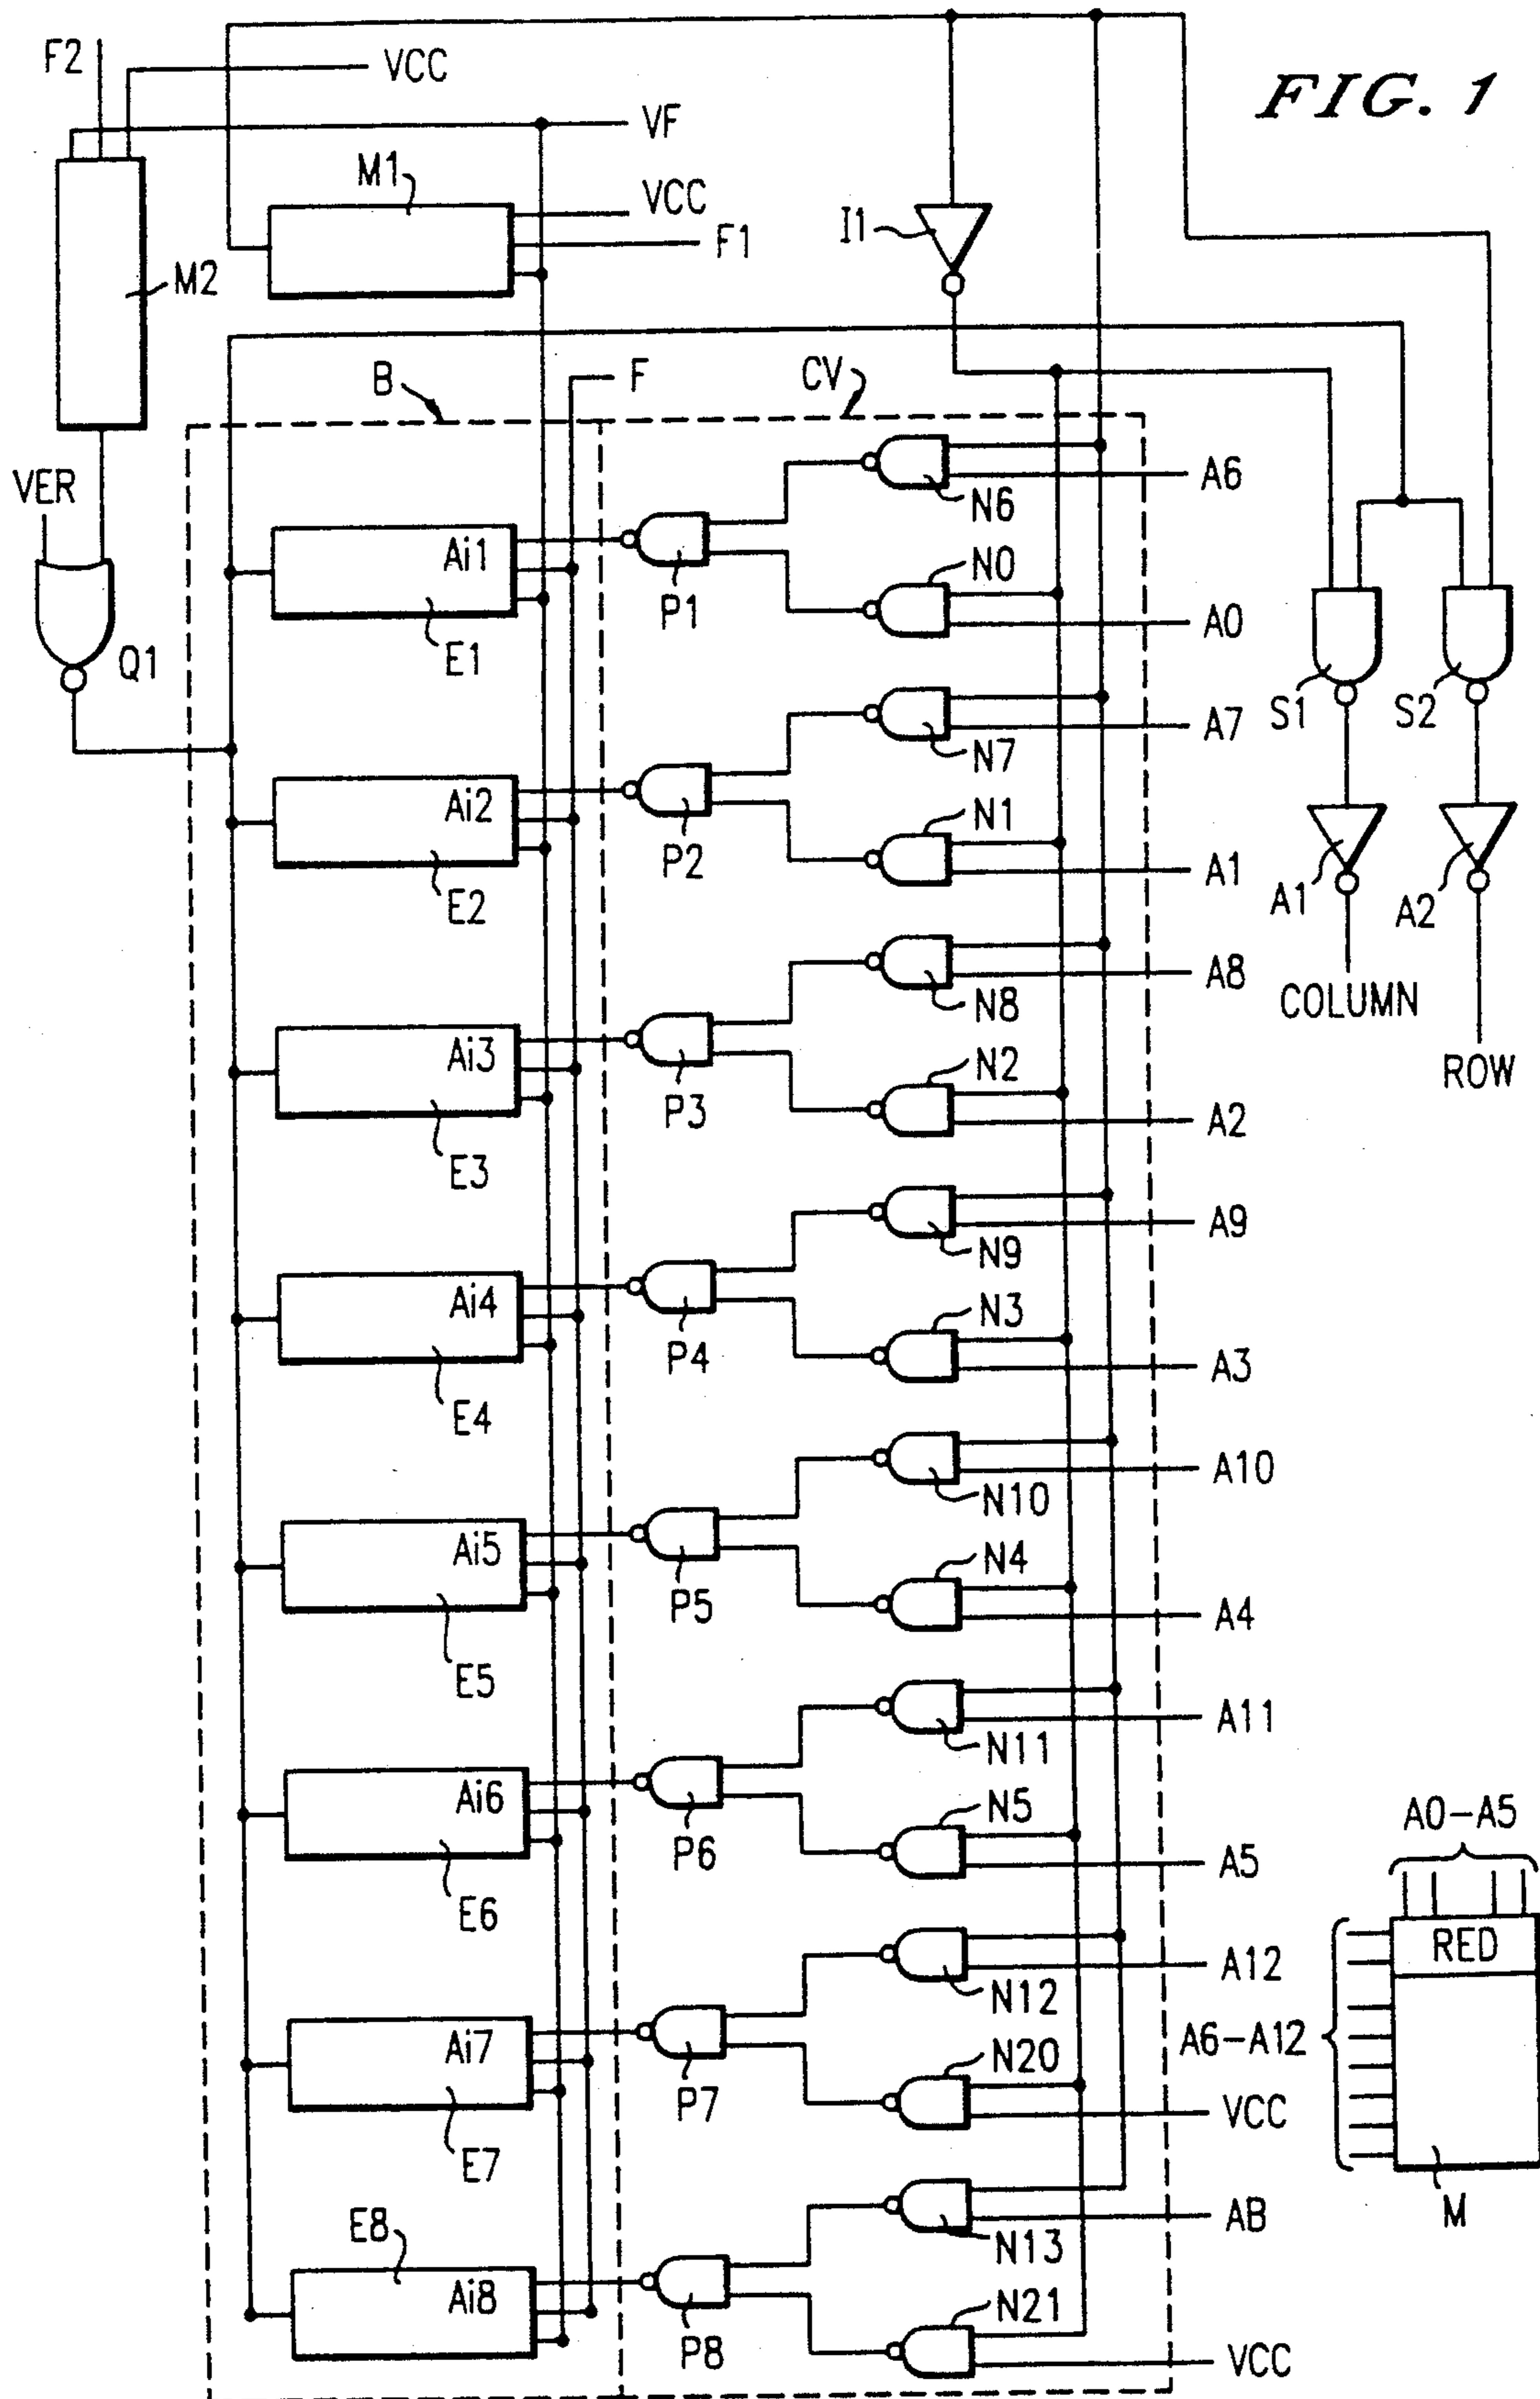 FIG. 1
F2
VCC
VF
M1
VCC
F1
I1
M2
B
F
CV
VER
A6
N6
Ai1
N0
P1
A0
E1
Q1
S1
S2
A7
N7
Ai2
N1
P2
A1
E2
A1
A2
A8
N8
COLUMN
Ai3
N2
P3
ROW
A2
E3
A9
N9
Ai4
N3
P4
A3
E4
A10
N10
Ai5
N4
P5
A4
E5
A11
N11
Ai6
N5
A0-A5
P6
A5
E6
RED
A12
N12
Ai7
N20
A6-A12
P7
VCC
E7
M
AB
E8
N13
Ai8
N21
P8
VCC